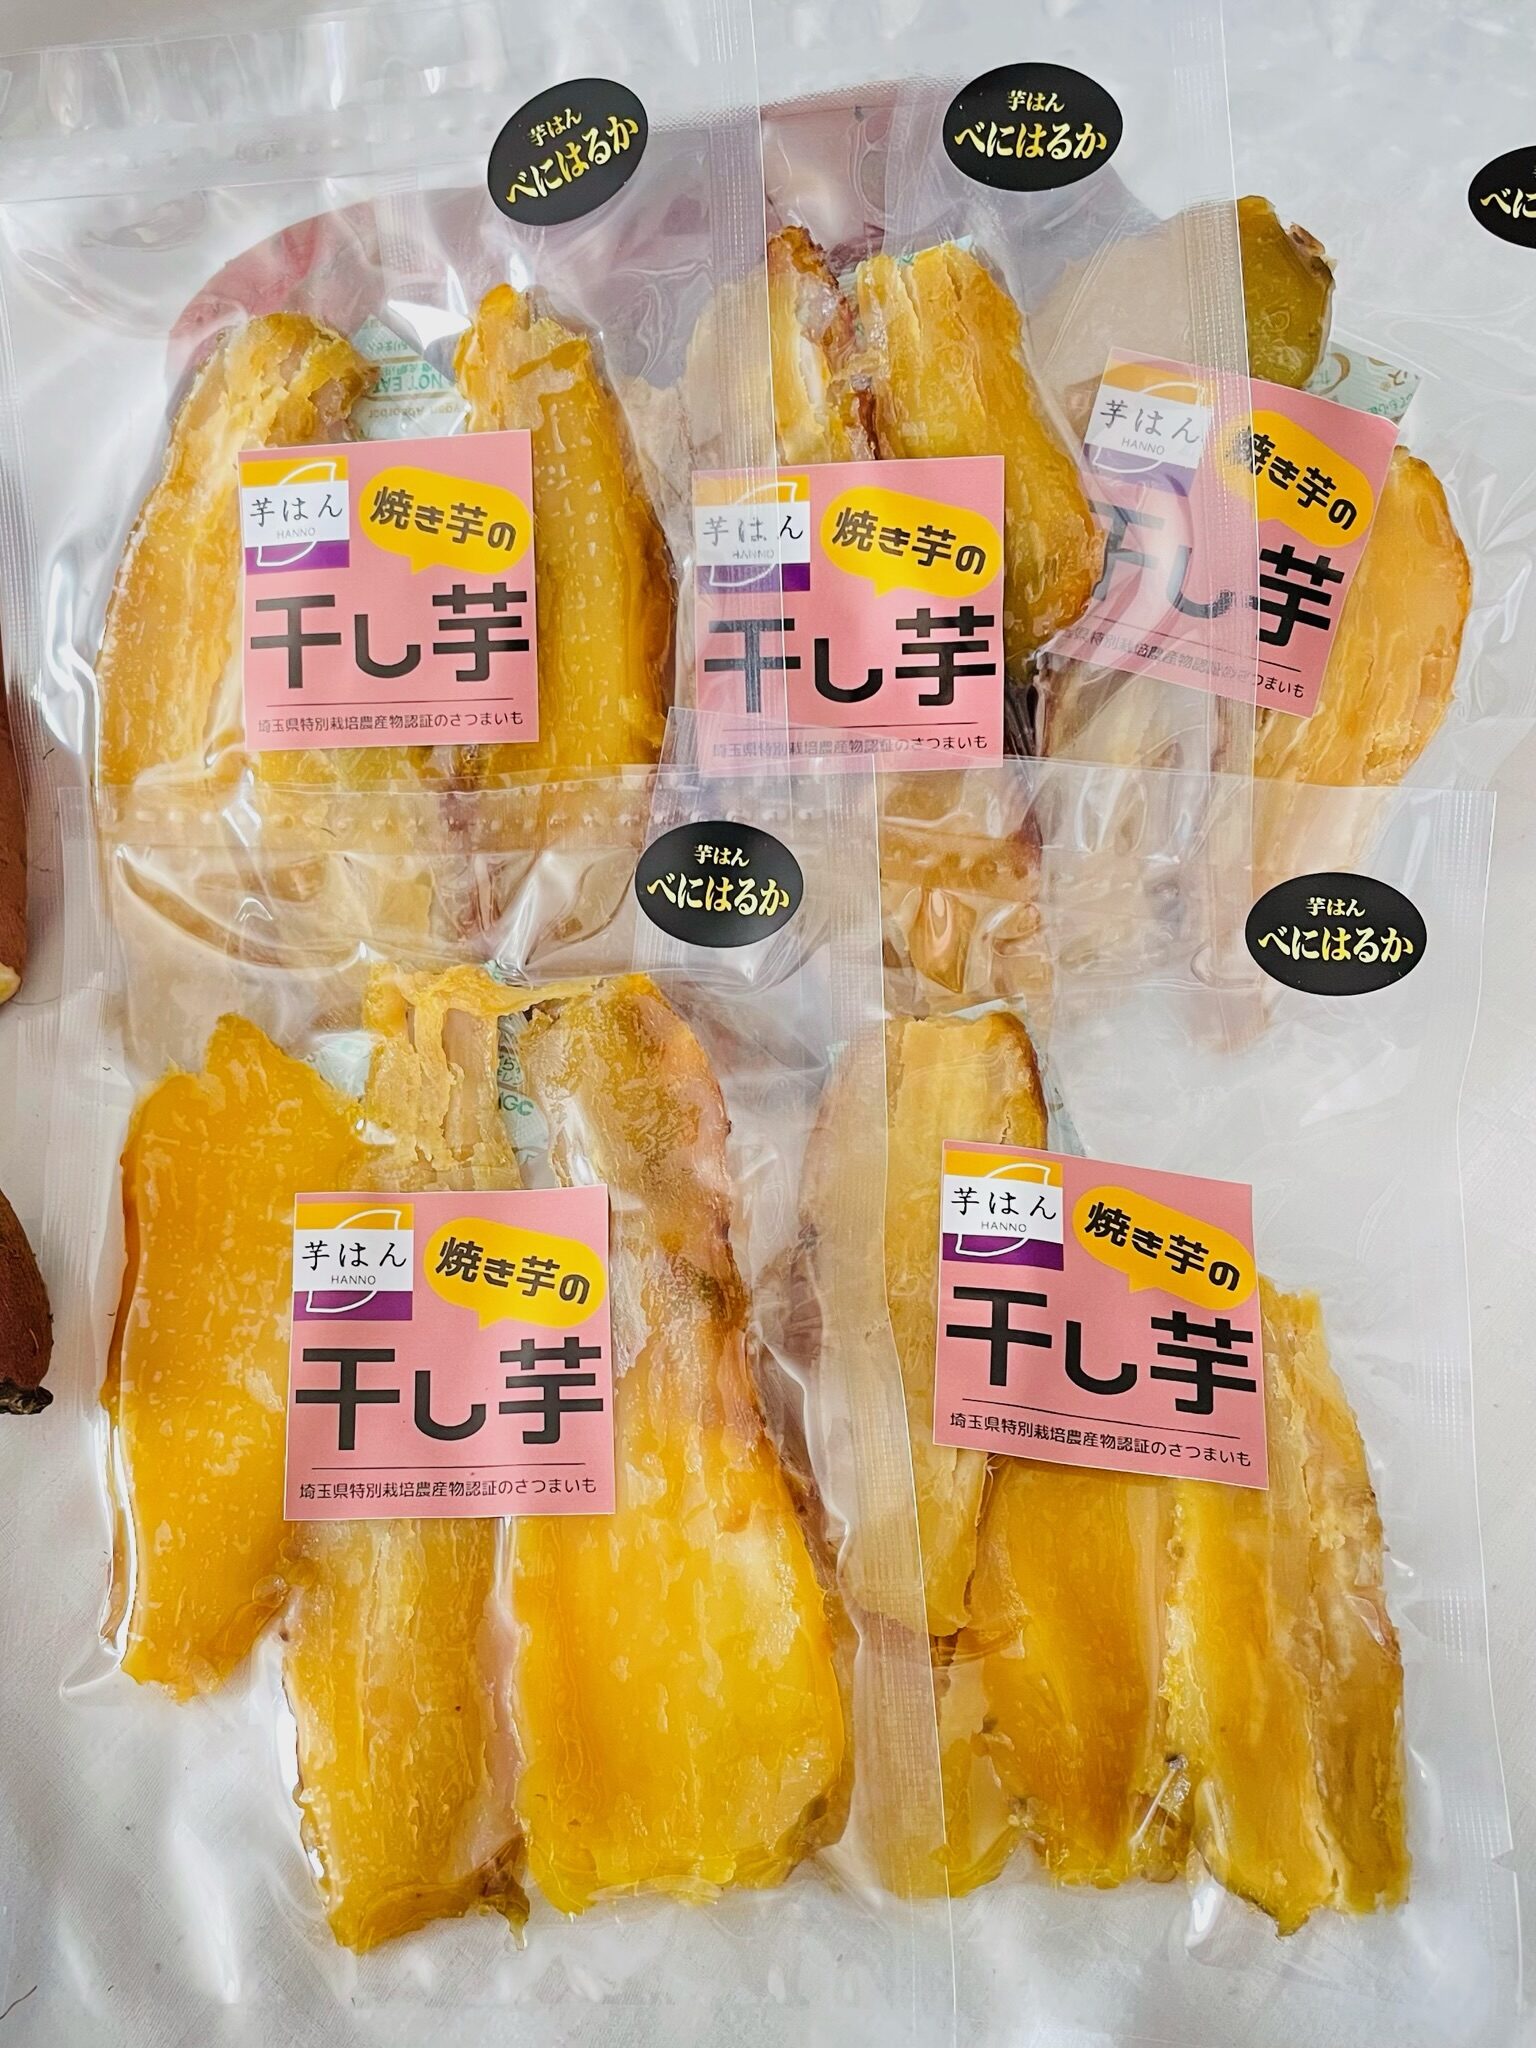 芋はん
べにはるか
芋はん
べにはるか
べに
NOT EAT
芋はん
HANNO
焼き芋の
干し芋
埼玉県特別栽培農産物認証のさつまいも
芋はん
HANNO
焼き芋の
干し芋
埼玉県特別栽培農産物認証のさつまいも
芋はん
HANNO
焼き芋の
干し芋
県特別栽培農産物認証のさつまいも
芋はん
べにはるか
芋はん
べにはるか
芋はん
HANNO
焼き芋の
干し芋
埼玉県特別栽培農産物認証のさつまいも
芋はん
HANNO
焼き芋の
干し芋
埼玉県特別栽培農産物認証のさつまいも